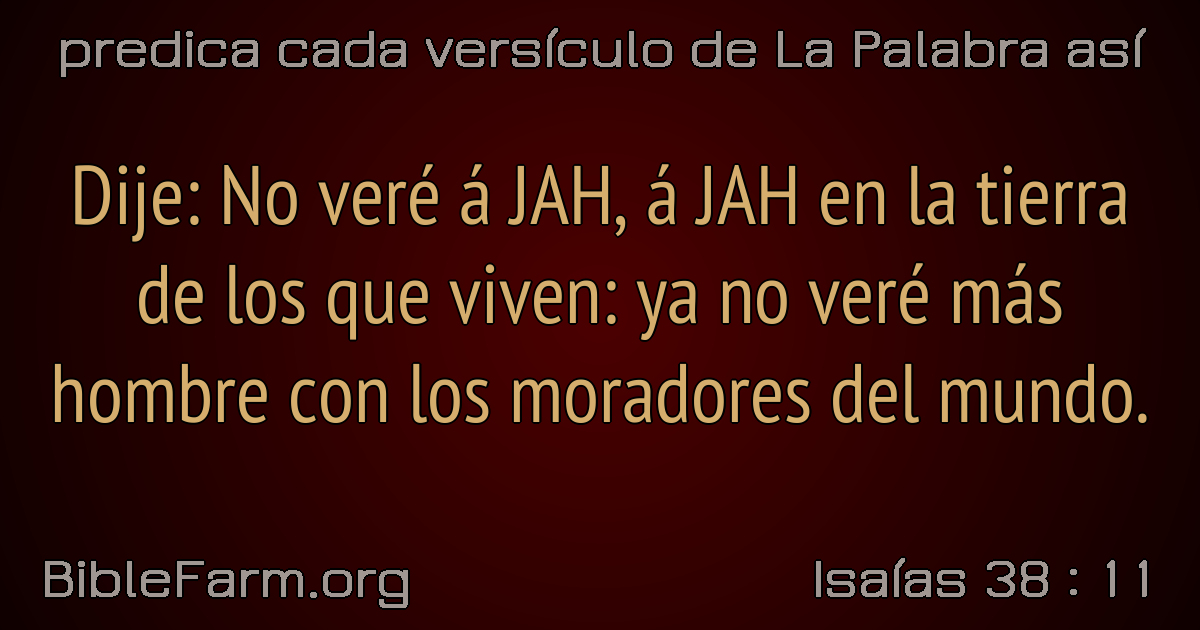 predica cada versículo de La Palabra así
Dije: No veré á JAH, á JAH en la tierra
de los que viven: ya no veré más
hombre con los moradores del mundo.
BibleFarm.org
Isaías 38 : 11